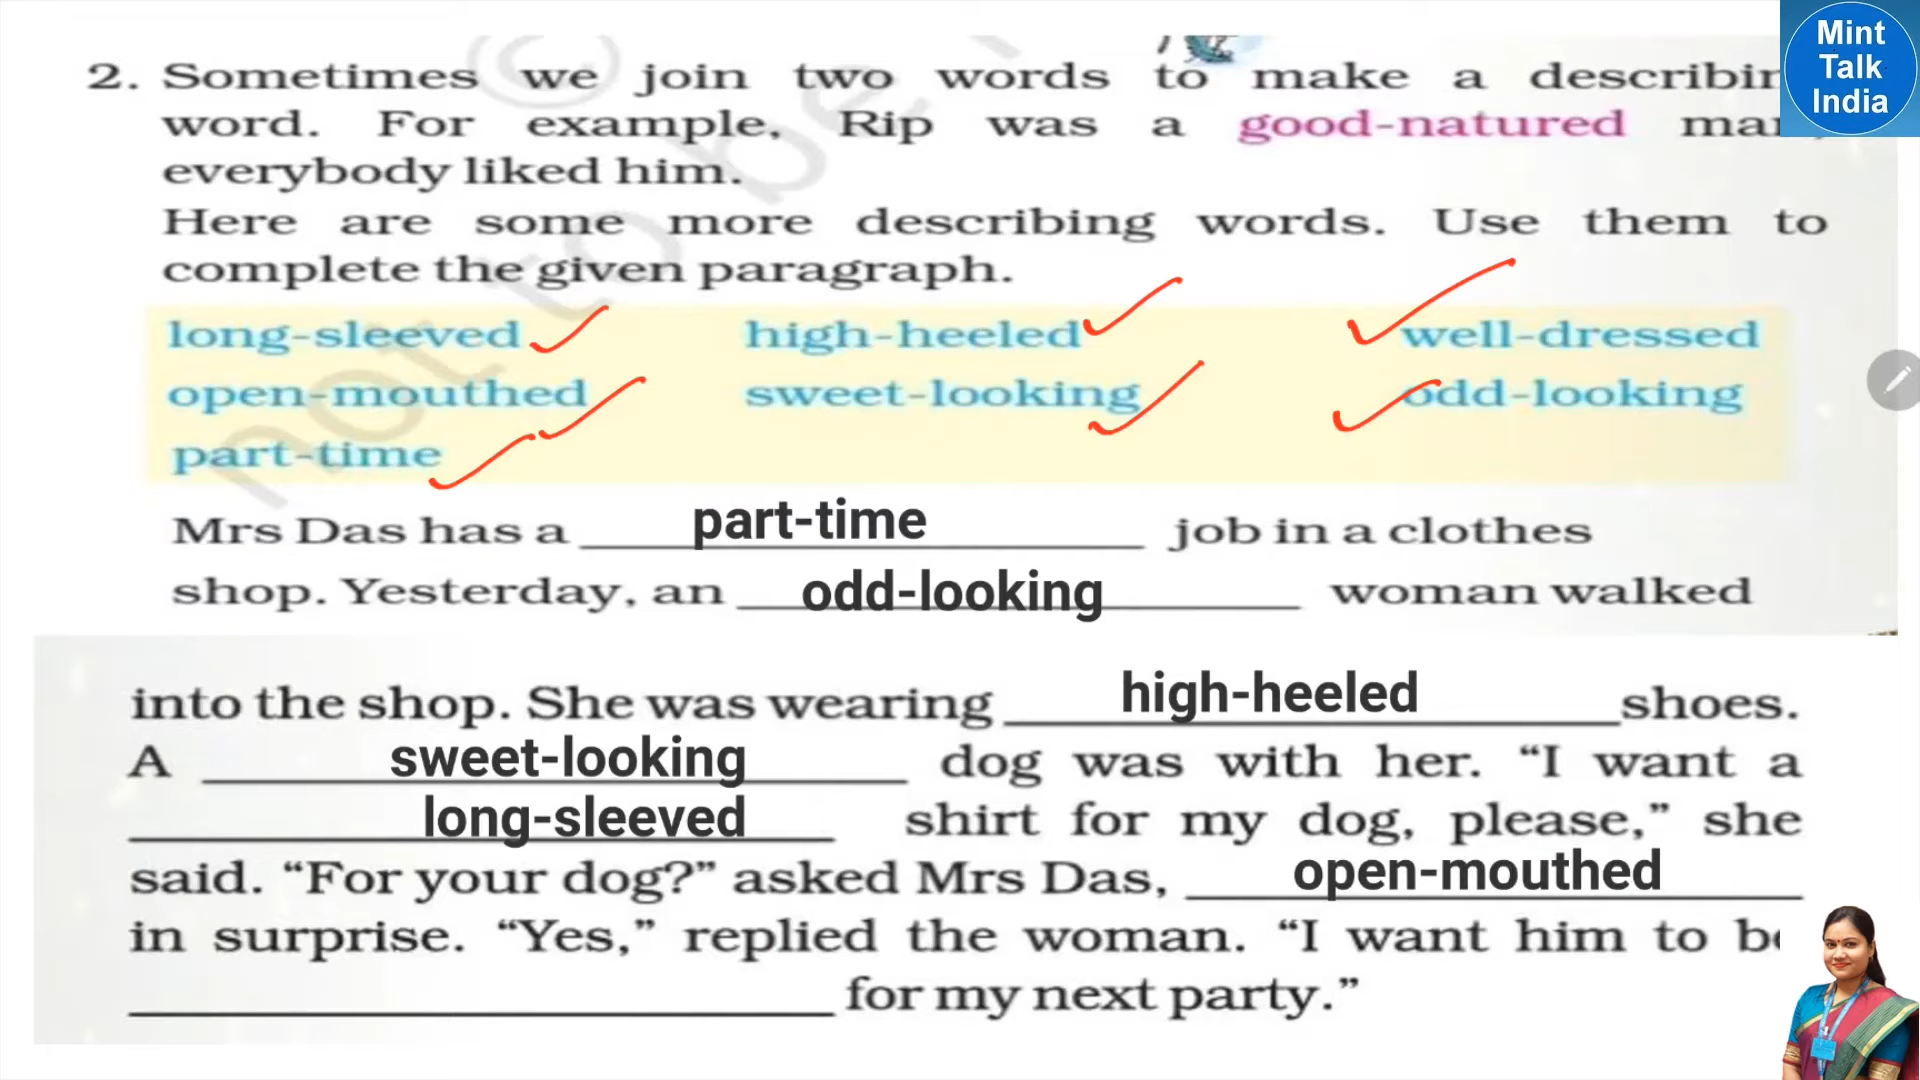 Mint
Talk
India
2. Sometimes we join two words to make a describin
word. For example, Rip was a good-natured man
everybody liked him.
Here are some more describing words. Use them to
complete the given paragraph.
long-sleeved high-heeled well-dressed
open-mouthed sweet-looking odd-looking
part-time
Mrs Das has a part-time job in a clothes
shop. Yesterday, an odd-looking woman walked
into the shop. She was wearing high-heeled shoes.
A sweet-looking dog was with her. “I want a
long-sleeved shirt for my dog, please,” she
said. “For your dog?” asked Mrs Das, open-mouthed
in surprise. “Yes,” replied the woman. “I want him to be
for my next party.”
not to be